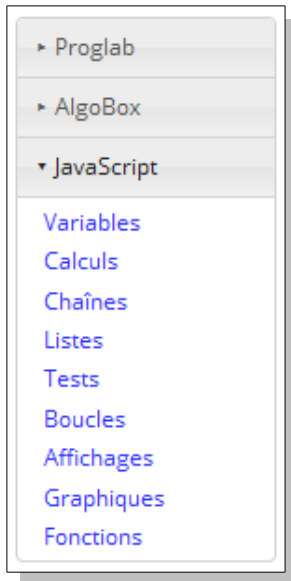 Proglab
AlgoBox
JavaScript
Variables
Calculs
Chaînes
Listes
Tests
Boucles
Affichages
Graphiques
Fonctions